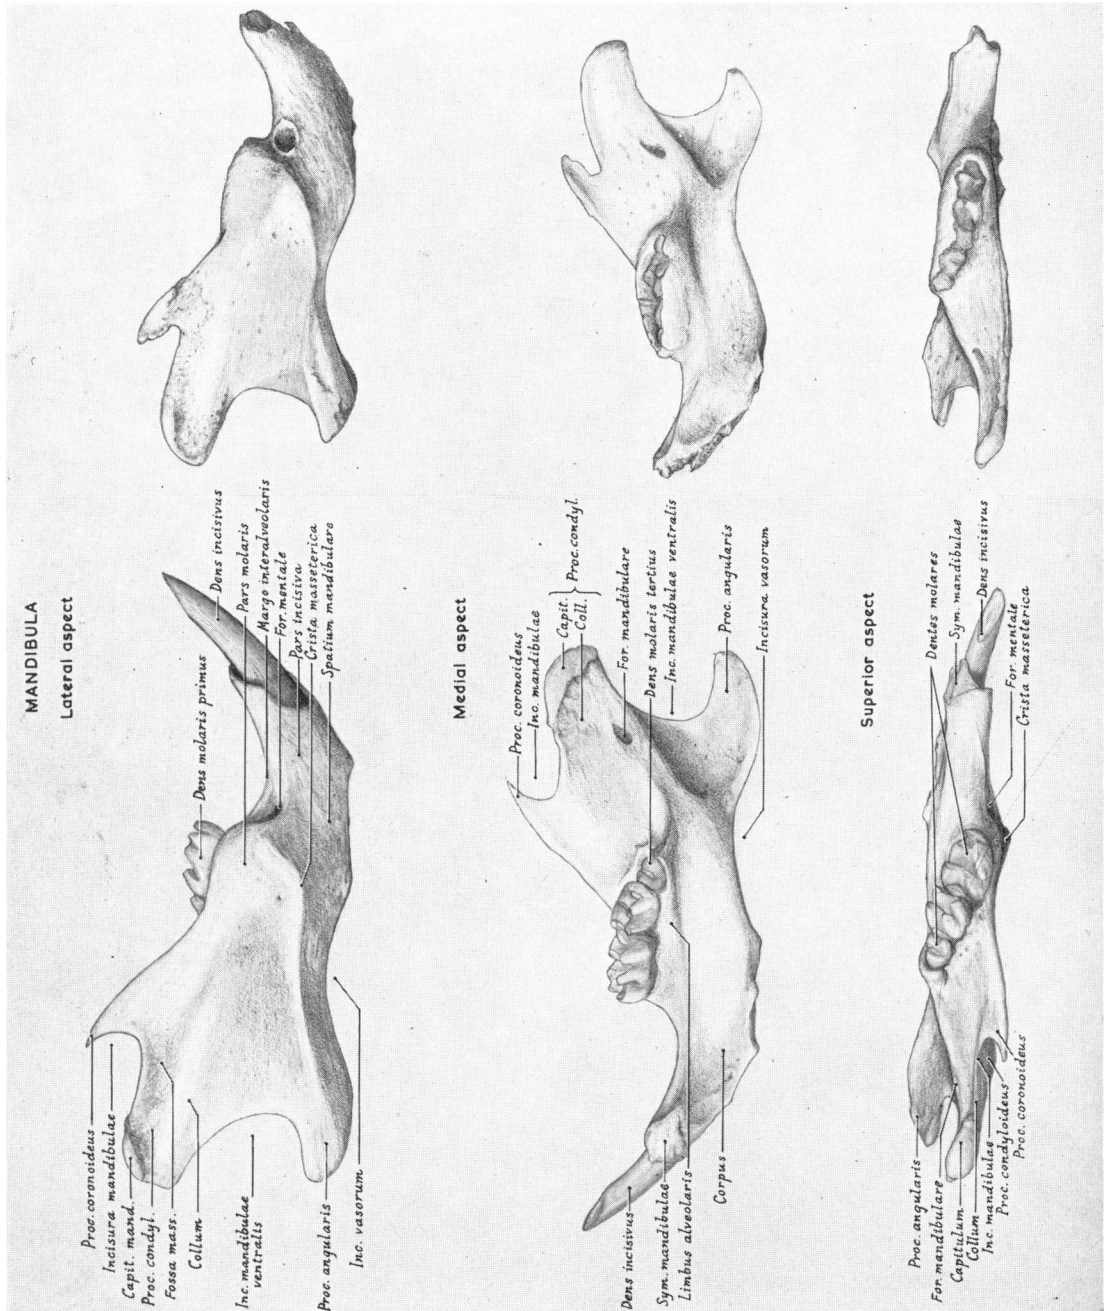 MANDIBULA
Lateral aspect
Proc. coronoideus
Incisura mandibulae
Capit. mand.
Proc. condyl.
Fossa mass.
Collum
Inc. mandibulae
ventralis
Proc. angularis
Inc. vasorum
Dens molaris primus
Dens incisivus
Pars molaris
Margo interalveolaris
For. mentale
Pars incisiva
Crista masseterica
Spatium mandibulare
Medial aspect
Proc. coronoideus
Inc. mandibulae
Capit.
Coll.
Proc. condyl.
For. mandibulare
Dens molaris tertius
Inc. mandibulae ventralis
Proc. angularis
Incisura vasorum
Dens incisivus
Sym. mandibulae
Limbus alveolaris
Corpus
Superior aspect
Dentes molares
Sym. mandibulae
Dens incisivus
For. mentale
Crista masseterica
Proc. angularis
For. mandibulare
Capitulum
Collum
Inc. mandibulae
Proc. condyloideus
Proc. coronoideus